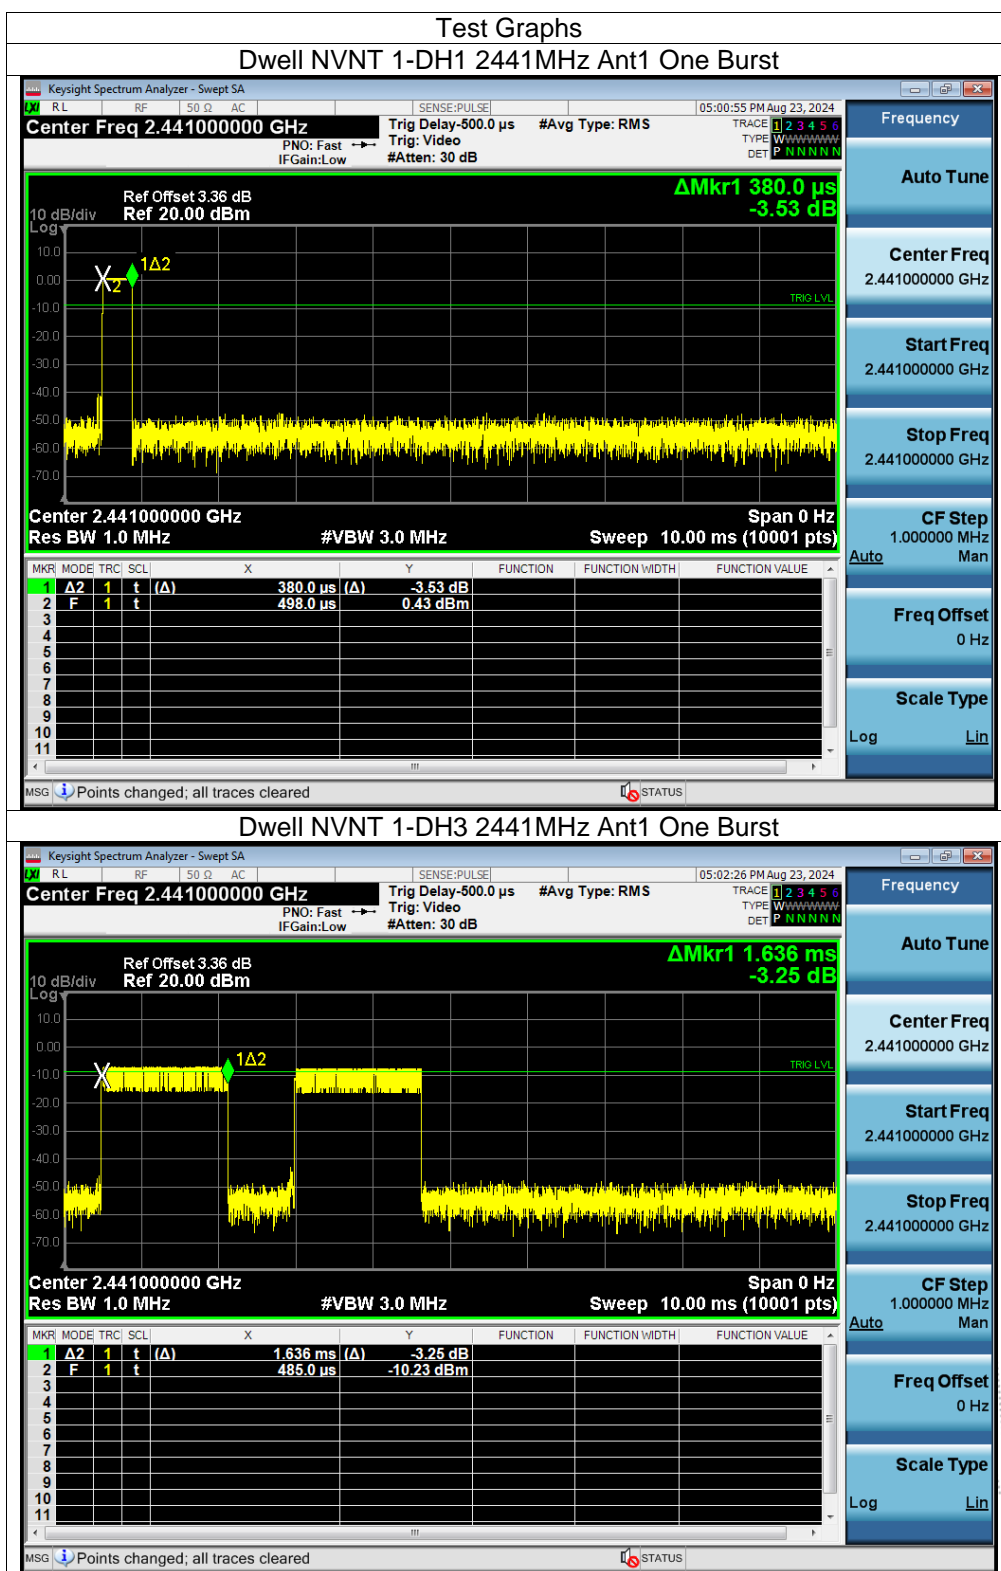 Test Graphs
Dwell NVNT 1-DH1 2441MHz Ant1 One Burst
Keysight Spectrum Analyzer - Swept SA
LXI RL RF 50 Ω AC SENSE:PULSE 05:00:55 PM Aug 23, 2024
Center Freq 2.441000000 GHz
PNO: Fast
IFGain:Low
Trig Delay-500.0 µs #Avg Type: RMS
Trig: Video
#Atten: 30 dB
TRACE 1 2 3 4 5 6
TYPE WWWWWW
DET P N N N N N
ΔMkr1 380.0 µs
-3.53 dB
Ref Offset 3.36 dB
10 dB/div Ref 20.00 dBm
Log
10.0
0.00
-10.0
-20.0
-30.0
-40.0
-50.0
-60.0
-70.0
1Δ2
2
TRIG LVL
Center 2.441000000 GHz Span 0 Hz
Res BW 1.0 MHz #VBW 3.0 MHz Sweep 10.00 ms (10001 pts)
MKR MODE TRC SCL X Y FUNCTION FUNCTION WIDTH FUNCTION VALUE
1 Δ2 1 t (Δ) 380.0 µs (Δ) -3.53 dB
2 F 1 t 498.0 µs 0.43 dBm
3
4
5
6
7
8
9
10
11
MSG Points changed; all traces cleared STATUS
Frequency
Auto Tune
Center Freq
2.441000000 GHz
Start Freq
2.441000000 GHz
Stop Freq
2.441000000 GHz
CF Step
1.000000 MHz
Auto Man
Freq Offset
0 Hz
Scale Type
Log Lin
Dwell NVNT 1-DH3 2441MHz Ant1 One Burst
Keysight Spectrum Analyzer - Swept SA
LXI RL RF 50 Ω AC SENSE:PULSE 05:02:26 PM Aug 23, 2024
Center Freq 2.441000000 GHz
PNO: Fast
IFGain:Low
Trig Delay-500.0 µs #Avg Type: RMS
Trig: Video
#Atten: 30 dB
TRACE 1 2 3 4 5 6
TYPE WWWWWW
DET P N N N N N
ΔMkr1 1.636 ms
-3.25 dB
Ref Offset 3.36 dB
10 dB/div Ref 20.00 dBm
Log
10.0
0.00
-10.0
-20.0
-30.0
-40.0
-50.0
-60.0
-70.0
1Δ2
TRIG LVL
Center 2.441000000 GHz Span 0 Hz
Res BW 1.0 MHz #VBW 3.0 MHz Sweep 10.00 ms (10001 pts)
MKR MODE TRC SCL X Y FUNCTION FUNCTION WIDTH FUNCTION VALUE
1 Δ2 1 t (Δ) 1.636 ms (Δ) -3.25 dB
2 F 1 t 485.0 µs -10.23 dBm
3
4
5
6
7
8
9
10
11
MSG Points changed; all traces cleared STATUS
Frequency
Auto Tune
Center Freq
2.441000000 GHz
Start Freq
2.441000000 GHz
Stop Freq
2.441000000 GHz
CF Step
1.000000 MHz
Auto Man
Freq Offset
0 Hz
Scale Type
Log Lin